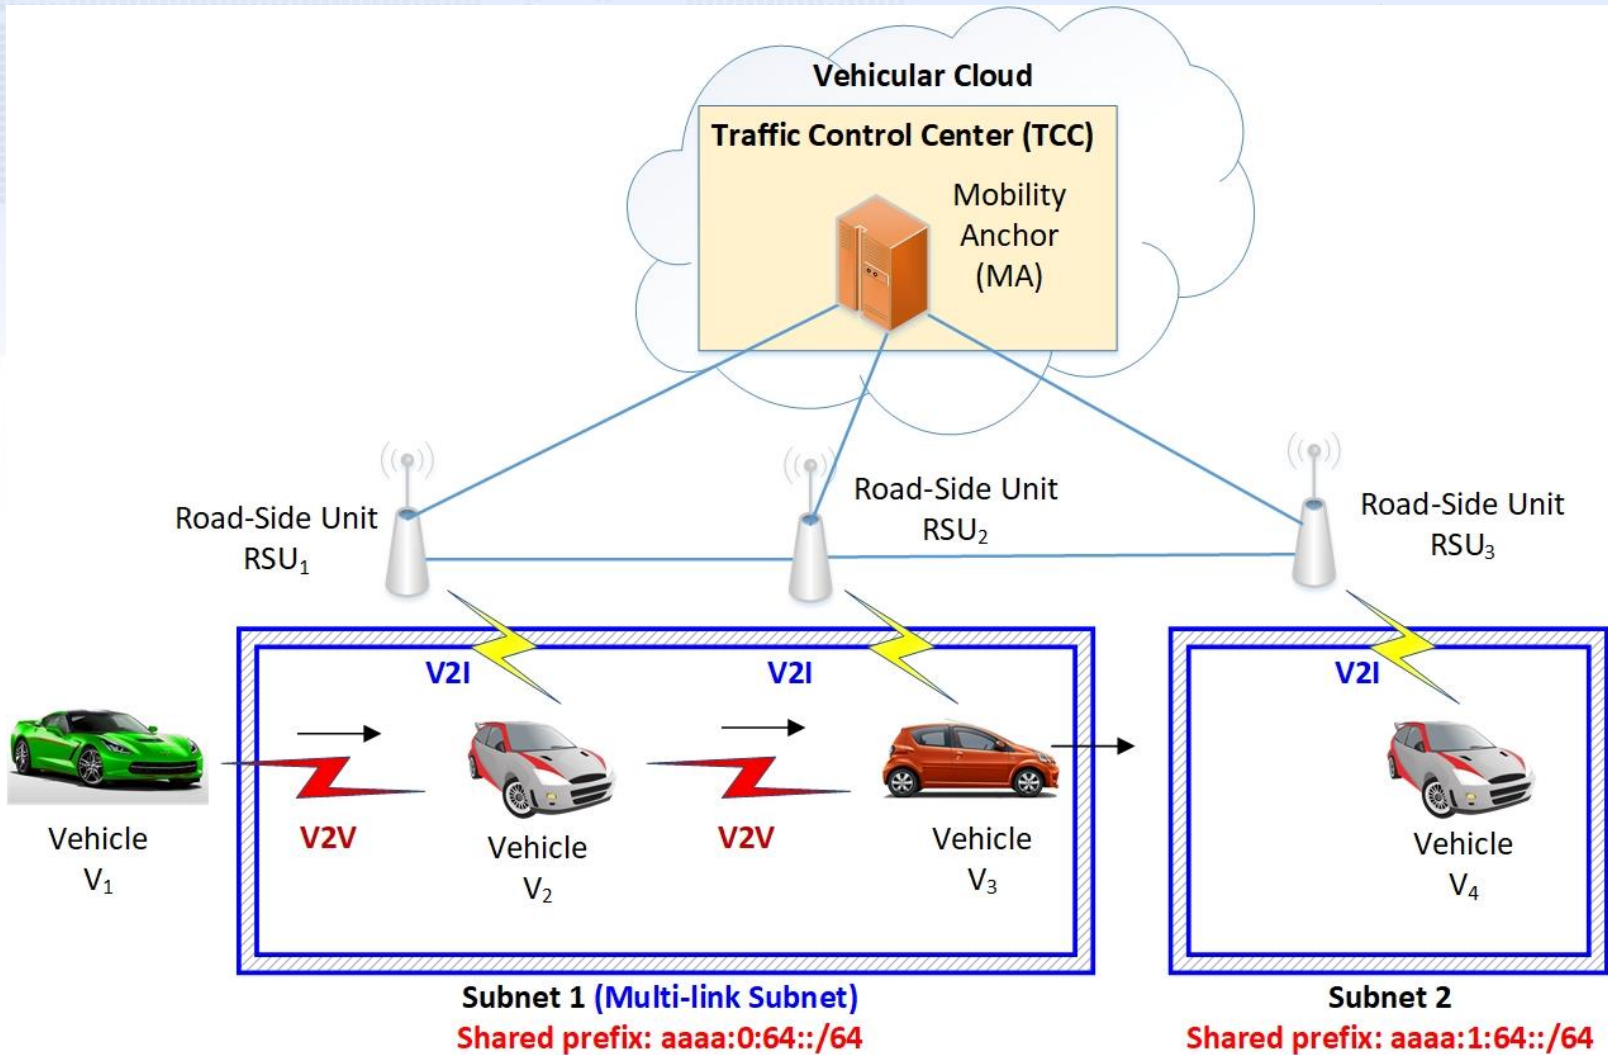 Vehicular Cloud
Traffic Control Center (TCC)
Mobility
Anchor
(MA)
Road-Side Unit
RSU₁
Road-Side Unit
RSU₂
Road-Side Unit
RSU₃
V2I
V2I
V2I
V2V
V2V
Vehicle
V₁
Vehicle
V₂
Vehicle
V₃
Vehicle
V₄
Subnet 1 (Multi-link Subnet)
Shared prefix: aaaa:0:64::/64
Subnet 2
Shared prefix: aaaa:1:64::/64